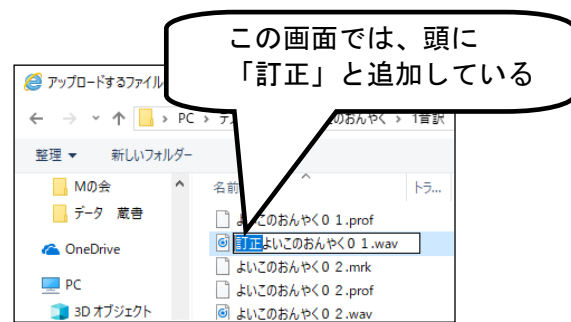 この画面では、頭に
「訂正」と追加している
アップロードするファイル
PC
のおんやく
1音訳
整理
新しいフォルダー
Mの会
データ 蔵書
OneDrive
PC
3D オブジェクト
名前
トラ...
よいこのおんやく01.prof
訂正よいこのおんやく01.wav
よいこのおんやく02.mrk
よいこのおんやく02.prof
よいこのおんやく02.wav